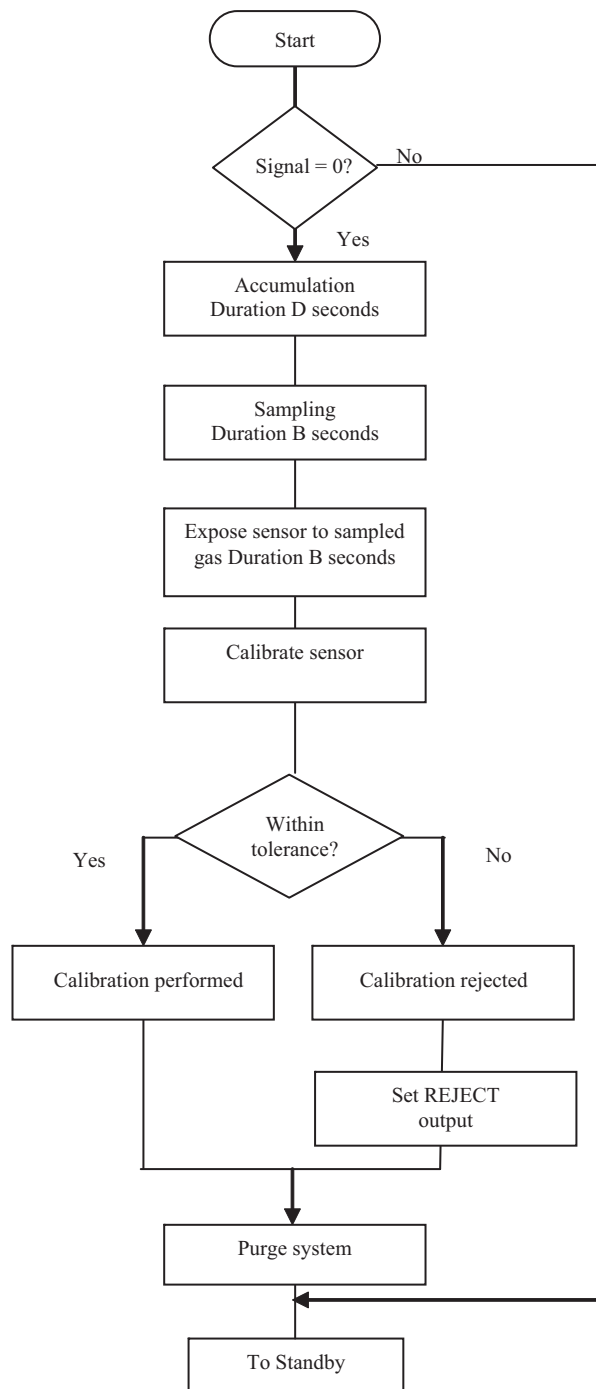 Start
Signal = 0?
No
Yes
Accumulation
Duration D seconds
Sampling
Duration B seconds
Expose sensor to sampled
gas Duration B seconds
Calibrate sensor
Within
tolerance?
Yes
No
Calibration performed
Calibration rejected
Set REJECT
output
Purge system
To Standby